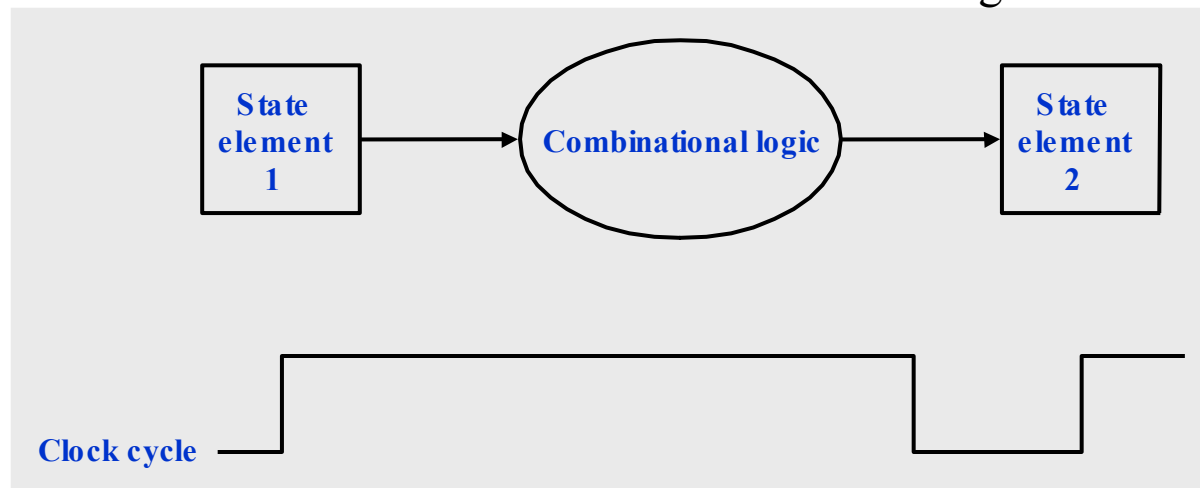 State
element
1
Combinational logic
State
element
2
Clock cycle